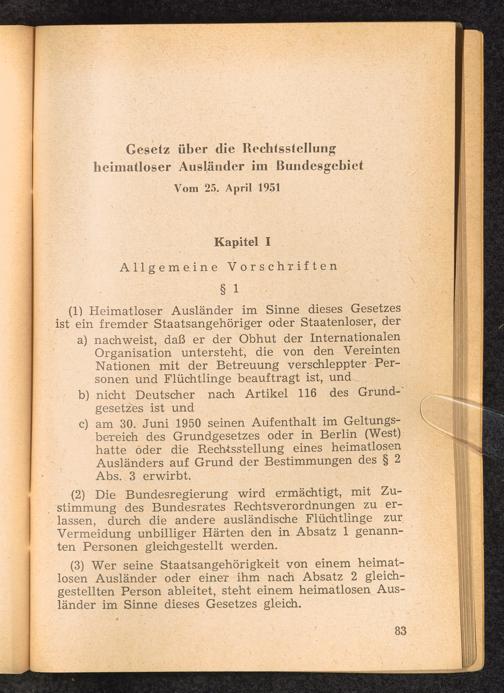 Gesetz über die Rechtsstellung
heimatloser Ausländer im Bundesgebiet
Vom 25. April 1951
Kapitel I
Allgemeine Vorschriften
§ 1
(1) Heimatloser Ausländer im Sinne dieses Gesetzes
ist ein fremder Staatsangehöriger oder Staatenloser, der
a) nachweist, daß er der Obhut der Internationalen
Organisation untersteht, die von den Vereinten
Nationen mit der Betreuung verschleppter Per-
sonen und Flüchtlinge beauftragt ist, und
b) nicht Deutscher nach Artikel 116 des Grund-
gesetzes ist und
c) am 30. Juni 1950 seinen Aufenthalt im Geltungs-
bereich des Grundgesetzes oder in Berlin (West)
hatte oder die Rechtsstellung eines heimatlosen
Ausländers auf Grund der Bestimmungen des § 2
Abs. 3 erwirbt.
(2) Die Bundesregierung wird ermächtigt, mit Zu-
stimmung des Bundesrates Rechtsverordnungen zu er-
lassen, durch die andere ausländische Flüchtlinge zur
Vermeidung unbilliger Härten den in Absatz 1 genann-
ten Personen gleichgestellt werden.
(3) Wer seine Staatsangehörigkeit von einem heimat-
losen Ausländer oder einer ihm nach Absatz 2 gleich-
gestellten Person ableitet, steht einem heimatlosen Aus-
länder im Sinne dieses Gesetzes gleich.
83